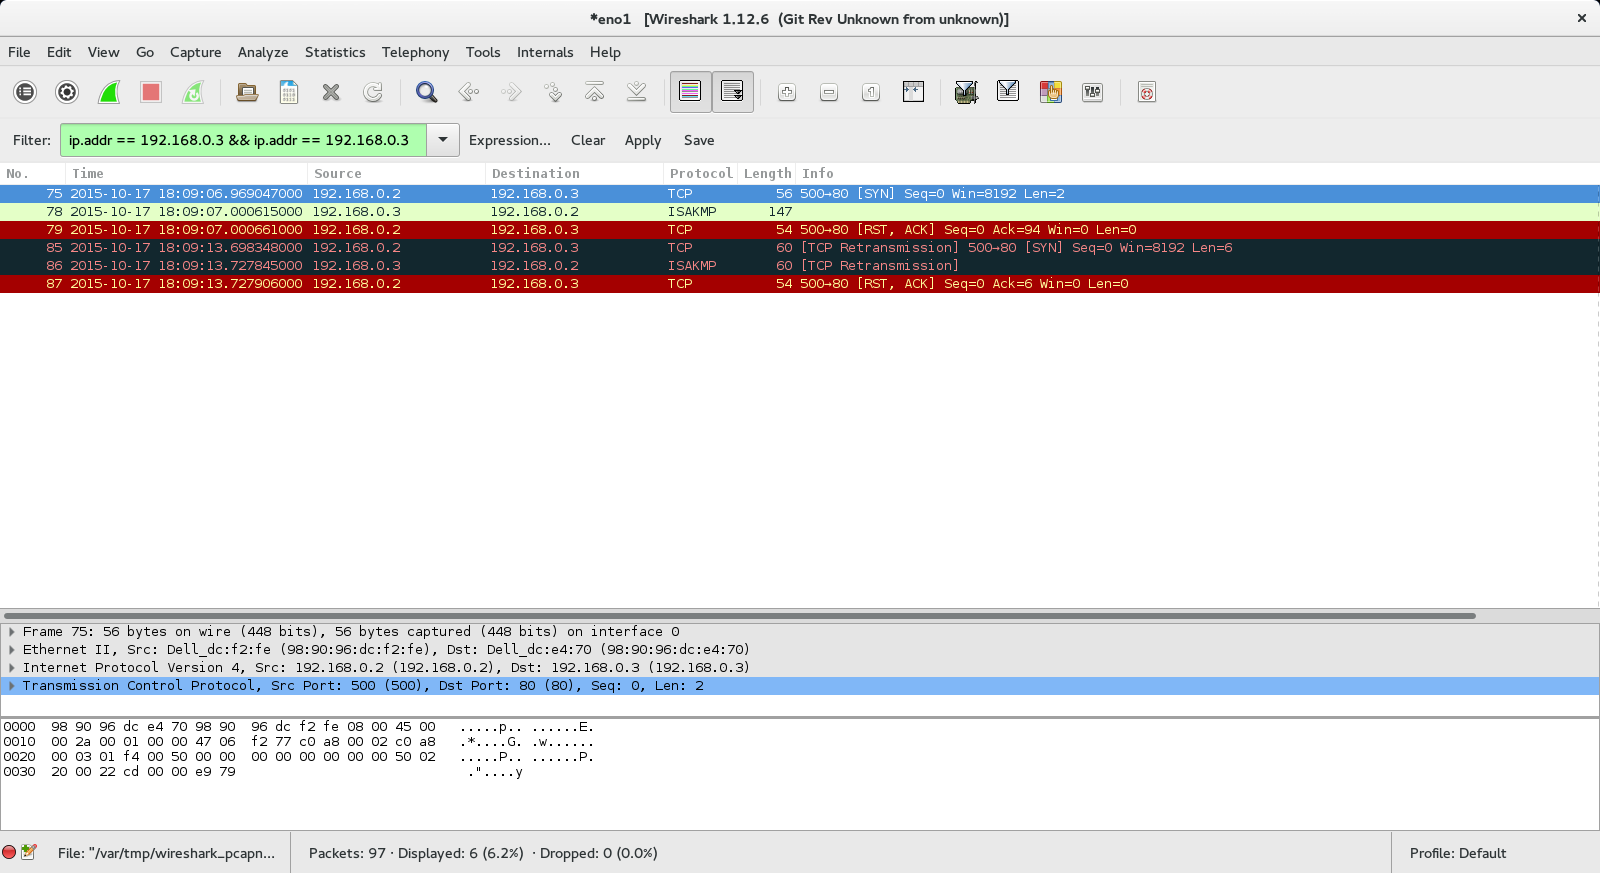 *eno1   [Wireshark 1.12.6  (Git Rev Unknown from unknown)]
File Edit View Go Capture Analyze Statistics Telephony Tools Internals Help
Filter: ip.addr == 192.168.0.3 && ip.addr == 192.168.0.3 Expression... Clear Apply Save
No. Time Source Destination Protocol Length Info
75 2015-10-17 18:09:06.969047000 192.168.0.2 192.168.0.3 TCP 56 500→80 [SYN] Seq=0 Win=8192 Len=2
78 2015-10-17 18:09:07.000615000 192.168.0.3 192.168.0.2 ISAKMP 147
79 2015-10-17 18:09:07.000661000 192.168.0.2 192.168.0.3 TCP 54 500→80 [RST, ACK] Seq=0 Ack=94 Win=0 Len=0
85 2015-10-17 18:09:13.698348000 192.168.0.2 192.168.0.3 TCP 60 [TCP Retransmission] 500→80 [SYN] Seq=0 Win=8192 Len=6
86 2015-10-17 18:09:13.727845000 192.168.0.3 192.168.0.2 ISAKMP 60 [TCP Retransmission]
87 2015-10-17 18:09:13.727906000 192.168.0.2 192.168.0.3 TCP 54 500→80 [RST, ACK] Seq=0 Ack=6 Win=0 Len=0
Frame 75: 56 bytes on wire (448 bits), 56 bytes captured (448 bits) on interface 0
Ethernet II, Src: Dell_dc:f2:fe (98:90:96:dc:f2:fe), Dst: Dell_dc:e4:70 (98:90:96:dc:e4:70)
Internet Protocol Version 4, Src: 192.168.0.2 (192.168.0.2), Dst: 192.168.0.3 (192.168.0.3)
Transmission Control Protocol, Src Port: 500 (500), Dst Port: 80 (80), Seq: 0, Len: 2
0000  98 90 96 dc e4 70 98 90  96 dc f2 fe 08 00 45 00   .....p.. ......E.
0010  00 2a 00 01 00 00 47 06  f2 77 c0 a8 00 02 c0 a8   .*....G. .w......
0020  00 03 01 f4 00 50 00 00  00 00 00 00 00 00 50 02   .....P.. ......P.
0030  20 00 22 cd 00 00 e9 79   ."....y
File: "/var/tmp/wireshark_pcapn... Packets: 97 · Displayed: 6 (6.2%)  · Dropped: 0 (0.0%) Profile: Default